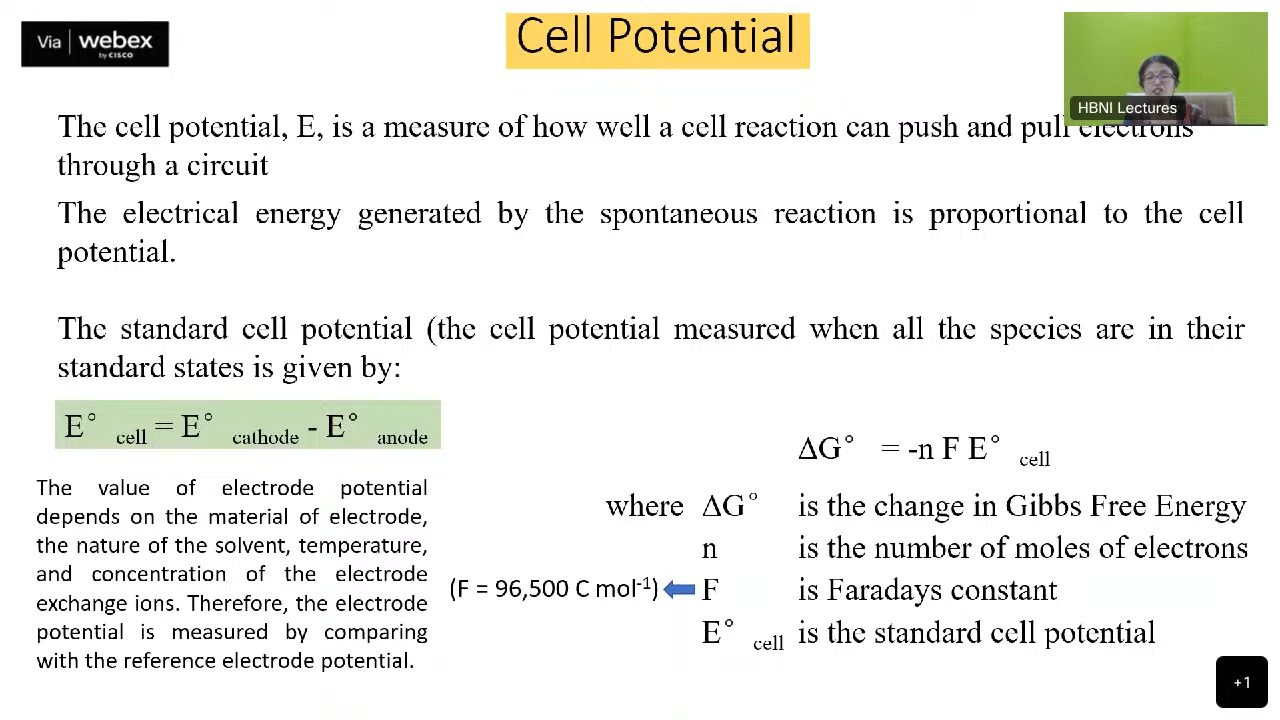 Via webex
by CISCO
Cell Potential
HBNI Lectures
The cell potential, E, is a measure of how well a cell reaction can push and pull electrons
through a circuit
The electrical energy generated by the spontaneous reaction is proportional to the cell
potential.
The standard cell potential (the cell potential measured when all the species are in their
standard states is given by:
E° cell = E° cathode - E° anode
The value of electrode potential
depends on the material of electrode,
the nature of the solvent, temperature,
and concentration of the electrode
exchange ions. Therefore, the electrode
potential is measured by comparing
with the reference electrode potential.
ΔG° = -n F E° cell
where ΔG° is the change in Gibbs Free Energy
n is the number of moles of electrons
(F = 96,500 C mol-1) F is Faradays constant
E° cell is the standard cell potential
+1